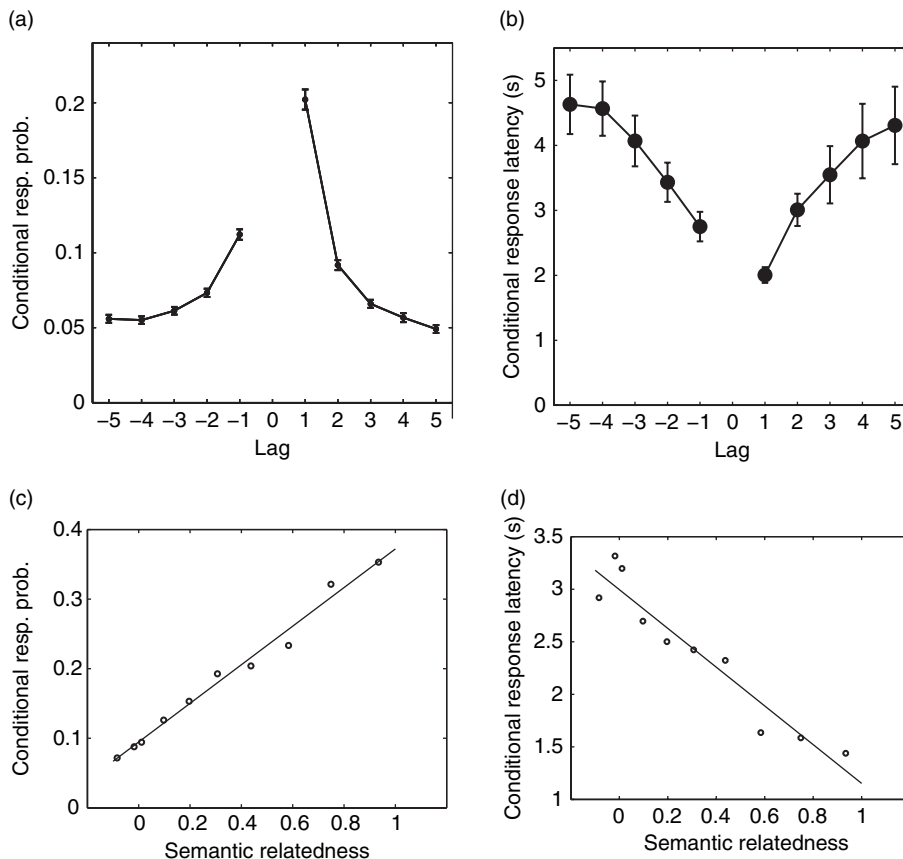 (a)
Conditional resp. prob.
0.2
0.15
0.1
0.05
0
−5 −4 −3 −2 −1 0 1 2 3 4 5
Lag
(b)
Conditional response latency (s)
5
4
3
2
1
0
−5 −4 −3 −2 −1 0 1 2 3 4 5
Lag
(c)
Conditional resp. prob.
0.4
0.3
0.2
0.1
0
0 0.2 0.4 0.6 0.8 1
Semantic relatedness
(d)
Conditional response latency (s)
3.5
3
2.5
2
1.5
1
0 0.2 0.4 0.6 0.8 1
Semantic relatedness